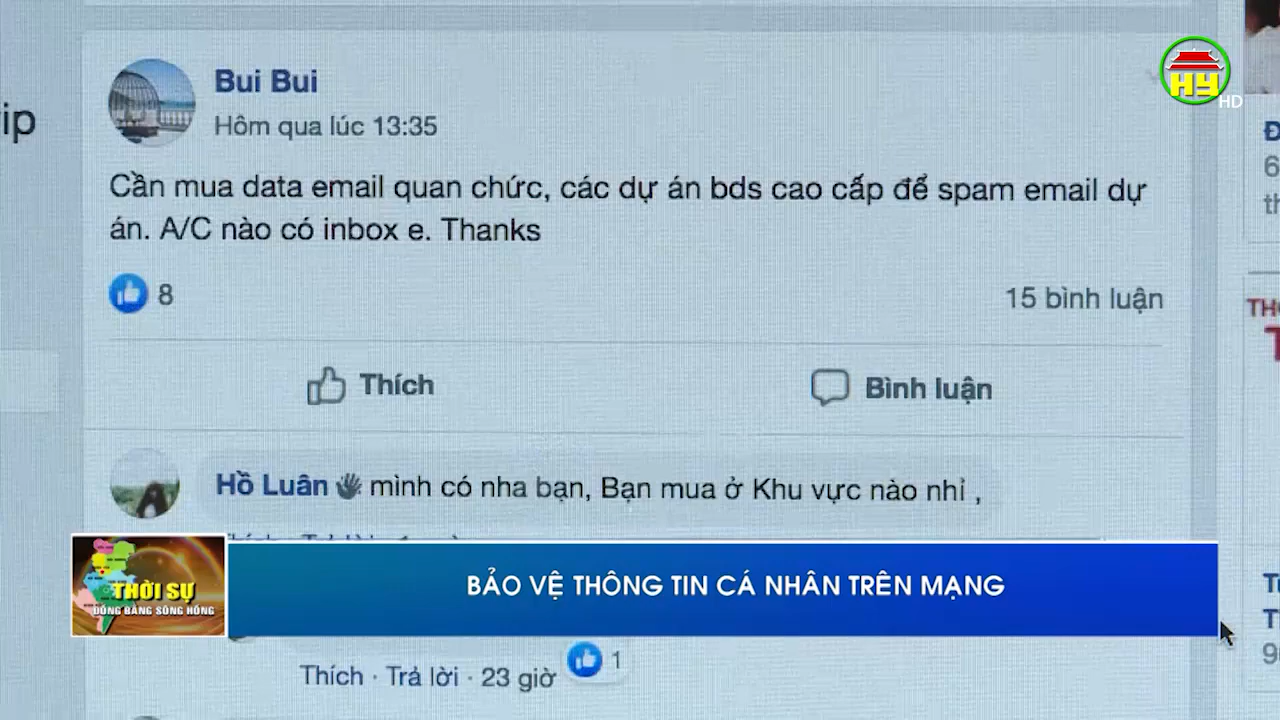 ip
Bui Bui
Hôm qua lúc 13:35
Cần mua data email quan chức, các dự án bds cao cấp để spam email dự
án. A/C nào có inbox e. Thanks
8
15 bình luận
Thích
Bình luận
Hồ Luân 👋 mình có nha bạn, Bạn mua ở Khu vực nào nhỉ ,
THỜI SỰ
ĐỒNG BẰNG SÔNG HỒNG
BẢO VỆ THÔNG TIN CÁ NHÂN TRÊN MẠNG
Thích · Trả lời · 23 giờ
1
HY
HD